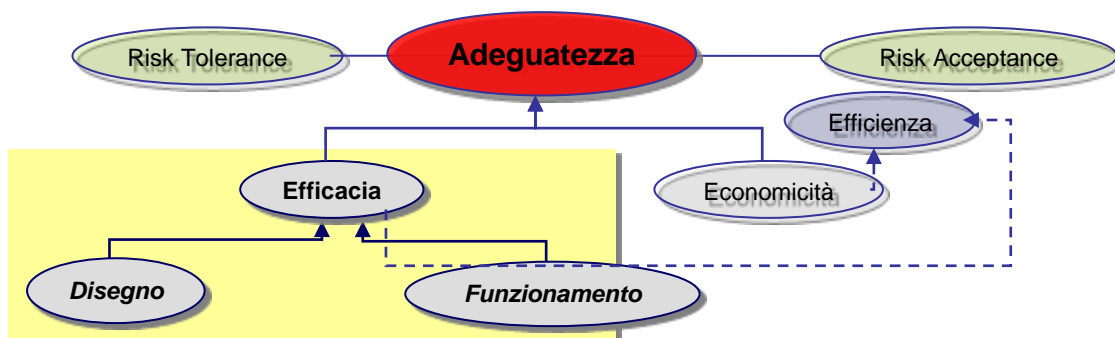 Risk Tolerance
Adeguatezza
Risk Acceptance
Efficienza
Efficacia
Economicità
Disegno
Funzionamento